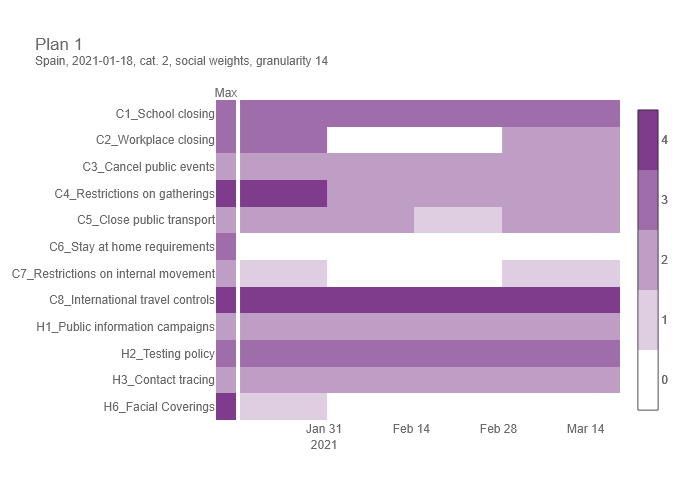 Plan 1
Spain, 2021-01-18, cat. 2, social weights, granularity 14
Max
C1_School closing
C2_Workplace closing
C3_Cancel public events
C4_Restrictions on gatherings
C5_Close public transport
C6_Stay at home requirements
C7_Restrictions on internal movement
C8_International travel controls
H1_Public information campaigns
H2_Testing policy
H3_Contact tracing
H6_Facial Coverings
Jan 31 Feb 14 Feb 28 Mar 14
2021
4
3
2
1
0